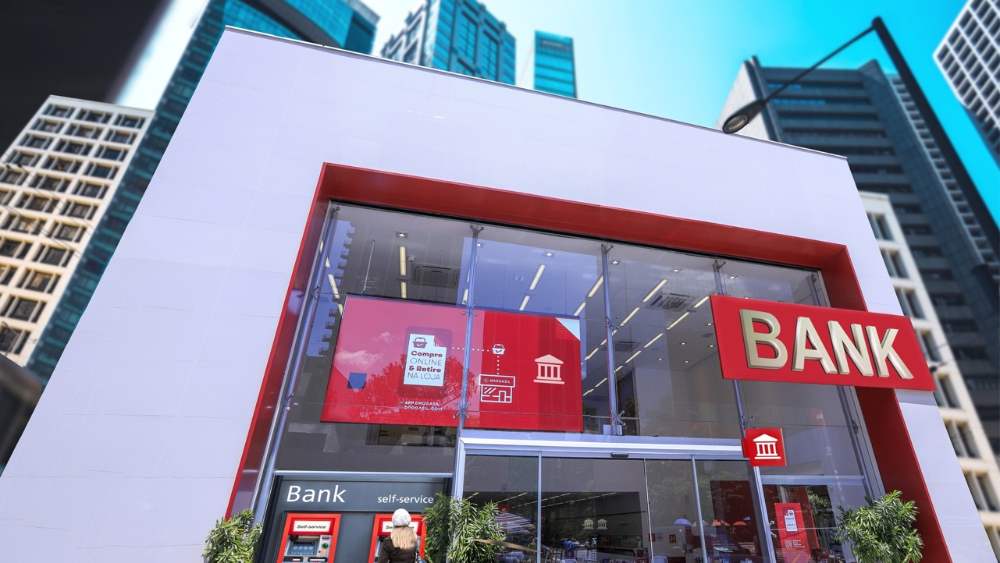 BANK
Compre
ONLINE
& Retire
NA LOJA
DROGASIL
APP DROGASIL
DROGASIL.COM
Bank
self-service
Self-service